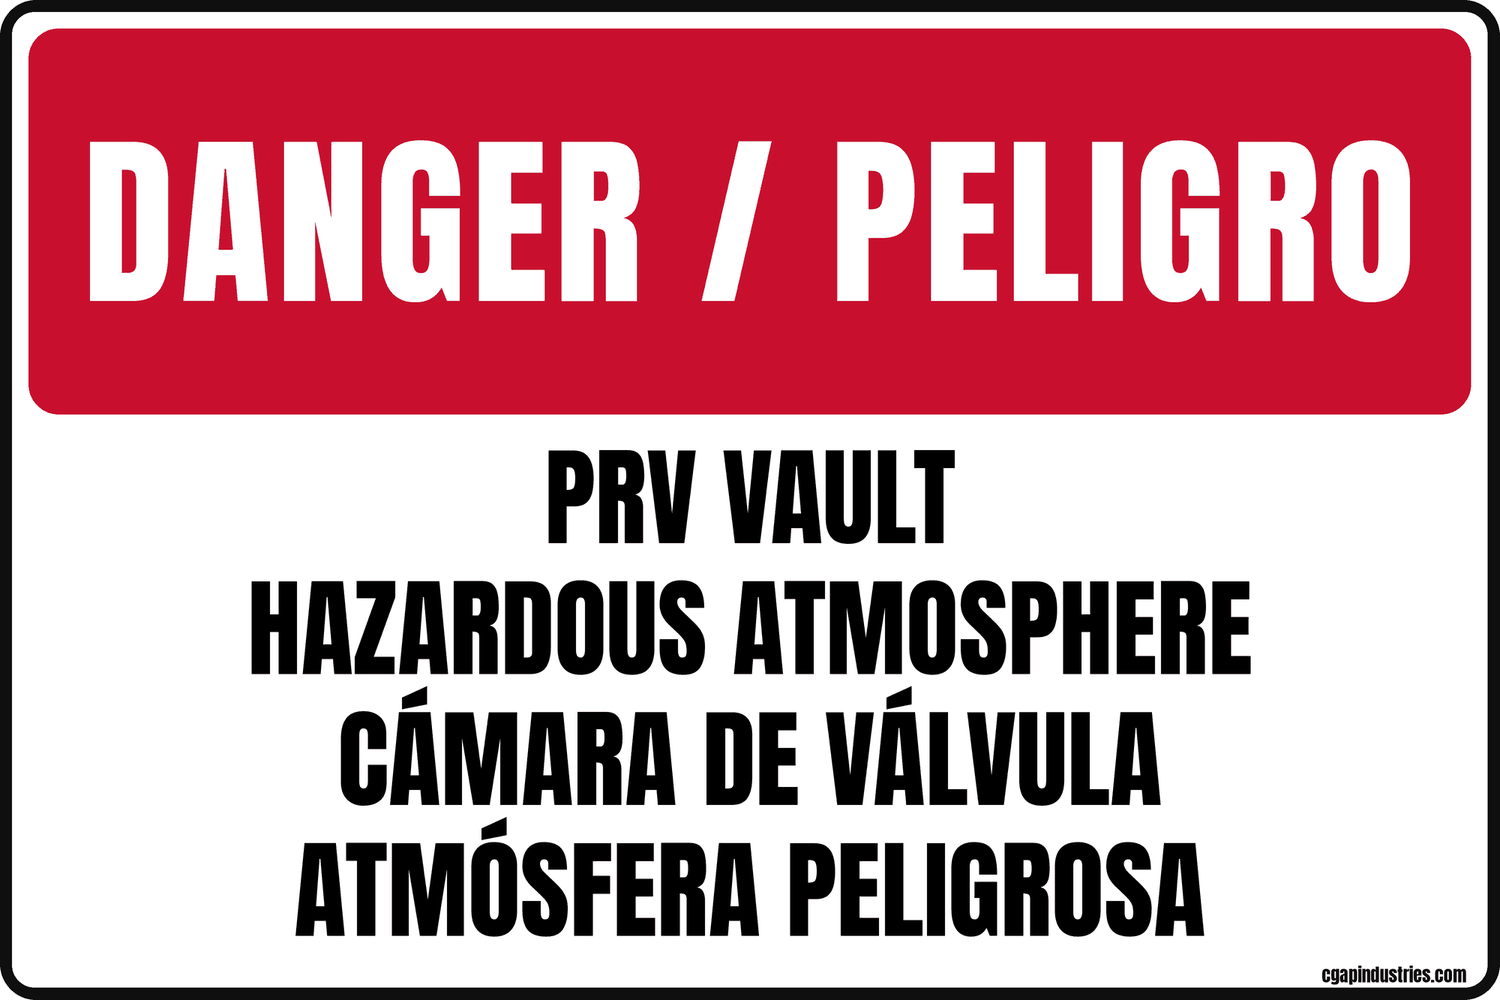 DANGER / PELIGRO
PRV VAULT
HAZARDOUS ATMOSPHERE
CÁMARA DE VÁLVULA
ATMÓSFERA PELIGROSA
cgapindustries.com